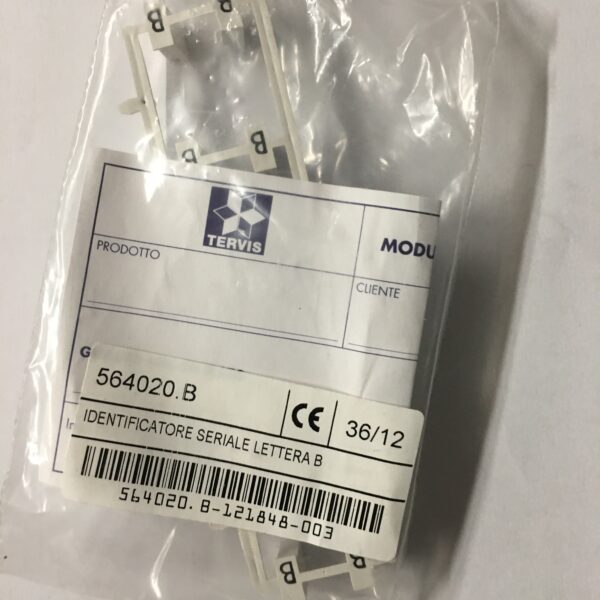 B
B
B
B
TERVIS
PRODOTTO
MODU
CLIENTE
G
564020.B
CE
36/12
IDENTIFICATORE SERIALE LETTERA B
564020.B-121848-003
B
B